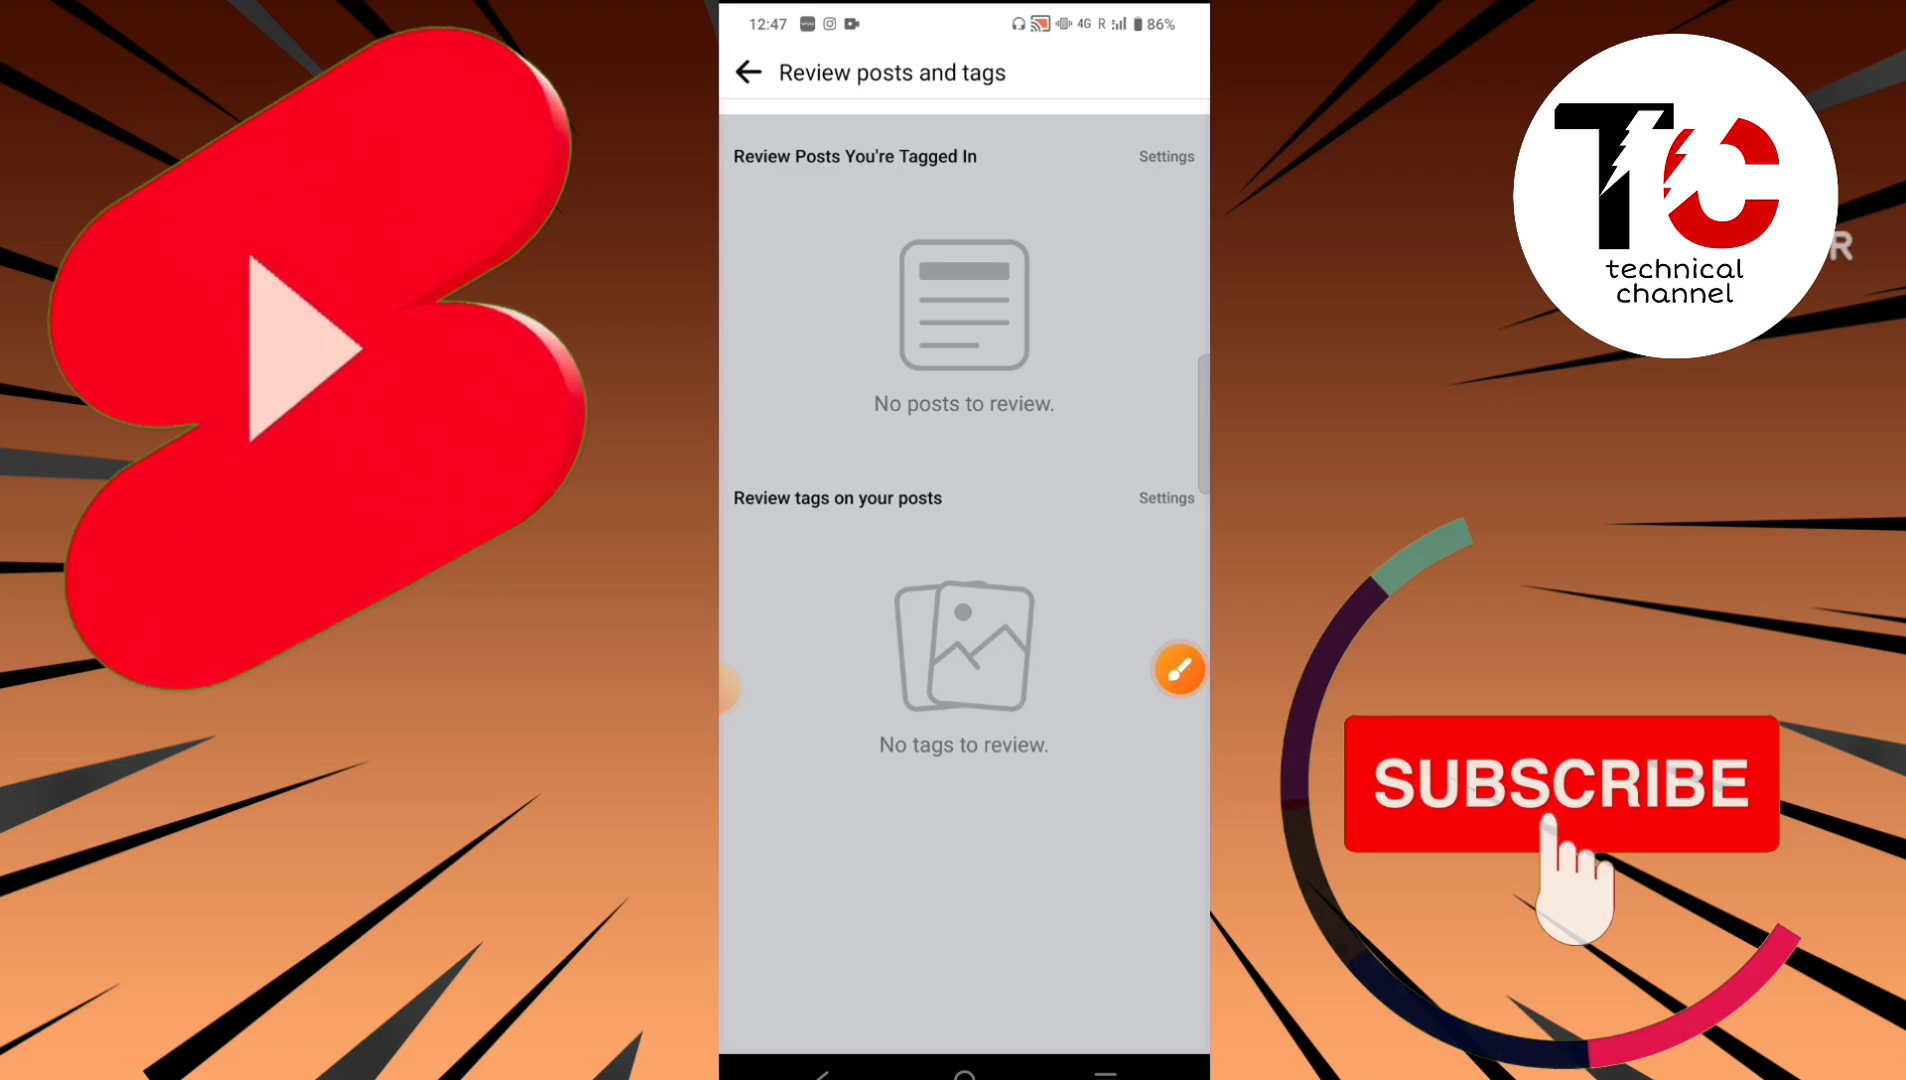 12:47
4G R 86%
Review posts and tags
Review Posts You're Tagged In
Settings
No posts to review.
Review tags on your posts
Settings
No tags to review.
TC
technical
channel
R
SUBSCRIBE